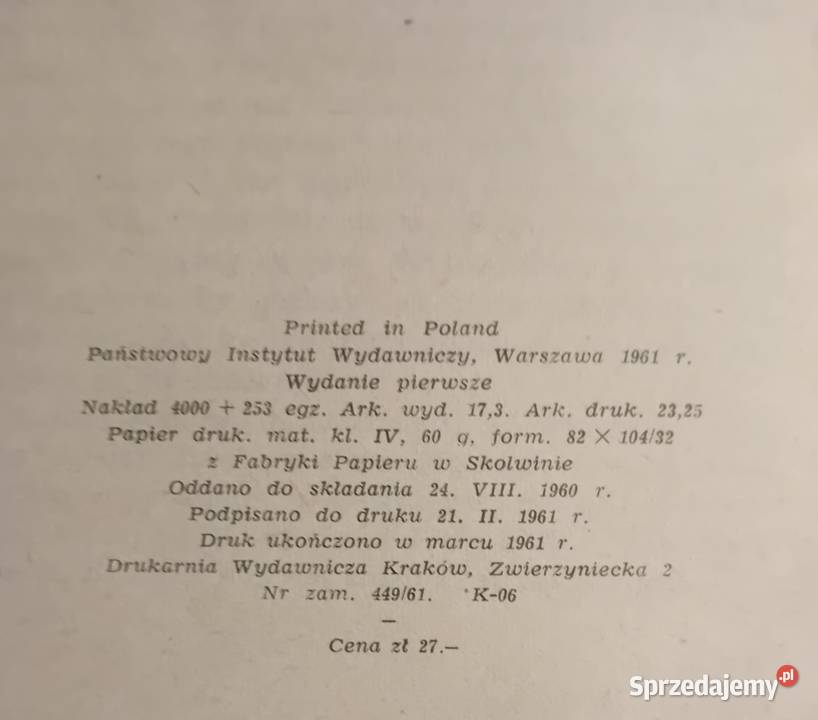 Printed in Poland
Państwowy Instytut Wydawniczy, Warszawa 1961 r.
Wydanie pierwsze
Nakład 4000 + 253 egz. Ark. wyd. 17,3. Ark. druk. 23,25
Papier druk. mat. kl. IV, 60 g, form. 82 × 104/32
z Fabryki Papieru w Skolwinie
Oddano do składania 24. VIII. 1960 r.
Podpisano do druku 21. II. 1961 r.
Druk ukończono w marcu 1961 r.
Drukarnia Wydawnicza Kraków, Zwierzyniecka 2
Nr zam. 449/61. K-06
—
Cena zł 27.—
Sprzedajemy.pl